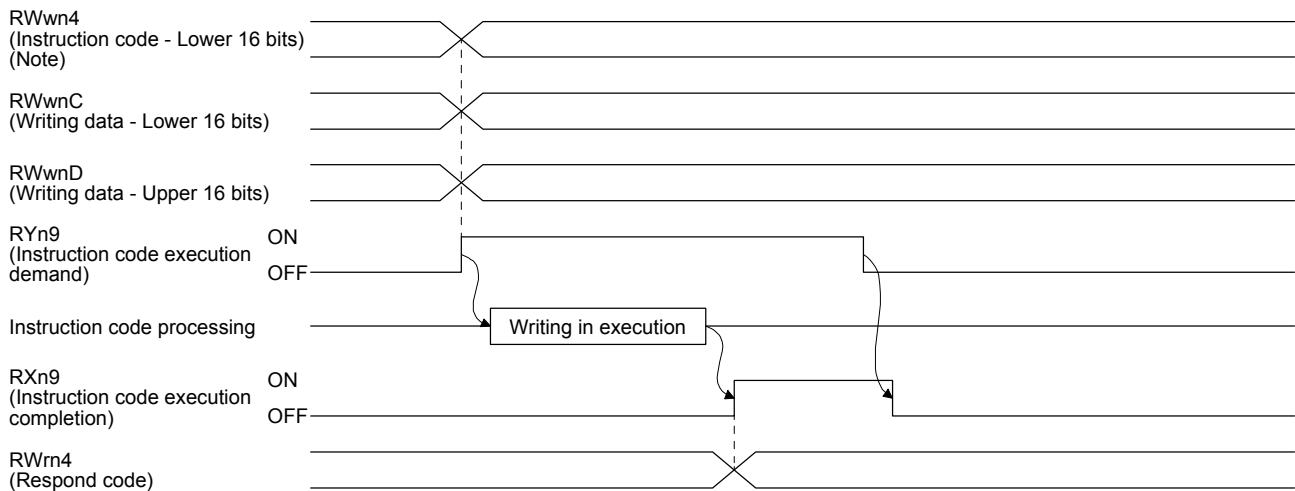 RWwn4
(Instruction code - Lower 16 bits)
(Note)
RWwnC
(Writing data - Lower 16 bits)
RWwnD
(Writing data - Upper 16 bits)
RYn9
(Instruction code execution
demand)
ON
OFF
Instruction code processing
Writing in execution
RXn9
(Instruction code execution
completion)
ON
OFF
RWrn4
(Respond code)